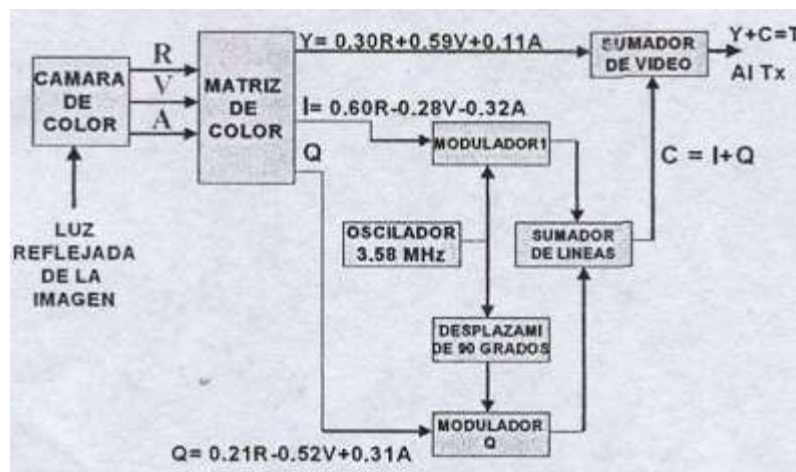 R
V
A
CAMARA
DE
COLOR
LUZ
REFLEJADA
DE LA
IMAGEN
MATRIZ
DE
COLOR
Y= 0.30R+0.59V+0.11A
I= 0.60R-0.28V-0.32A
Q
MODULADOR1
OSCILADOR
3.58 MHz
DESPLAZAMI
DE 90 GRADOS
MODULADOR
Q
Q= 0.21R-0.52V+0.31A
SUMADOR
DE LINEAS
C = I+Q
SUMADOR
DE VIDEO
Y+C=T
Al Tx